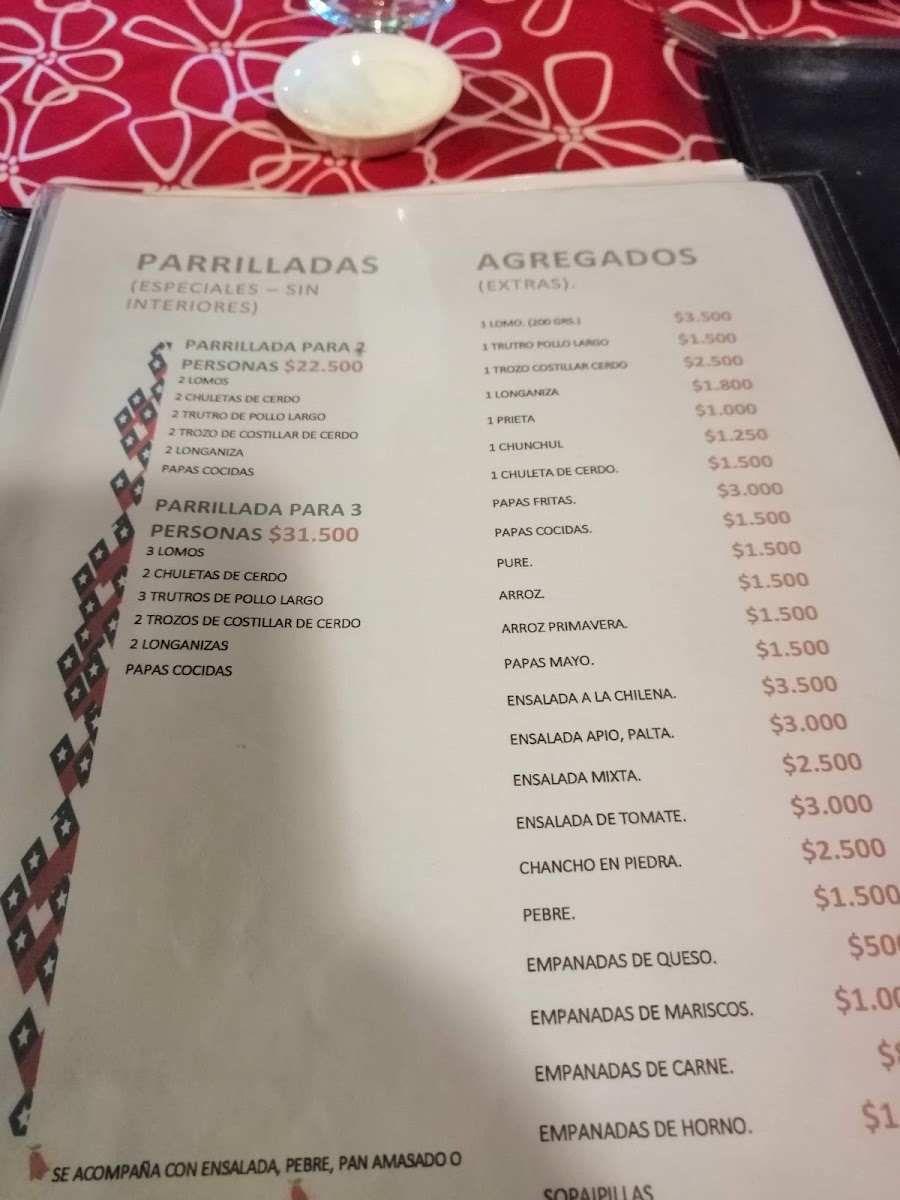 PARRILLADAS
(ESPECIALES – SIN
INTERIORES)
PARRILLADA PARA 2
PERSONAS $22.500
2 LOMOS
2 CHULETAS DE CERDO
2 TRUTRO DE POLLO LARGO
2 TROZO DE COSTILLAR DE CERDO
2 LONGANIZA
PAPAS COCIDAS
PARRILLADA PARA 3
PERSONAS $31.500
3 LOMOS
2 CHULETAS DE CERDO
3 TRUTROS DE POLLO LARGO
2 TROZOS DE COSTILLAR DE CERDO
2 LONGANIZAS
PAPAS COCIDAS
SE ACOMPAÑA CON ENSALADA, PEBRE, PAN AMASADO O
AGREGADOS
(EXTRAS).
1 LOMO. (200 GRS.) $3.500
1 TRUTRO POLLO LARGO $1.500
1 TROZO COSTILLAR CERDO $2.500
1 LONGANIZA $1.800
1 PRIETA $1.000
1 CHUNCHUL $1.250
1 CHULETA DE CERDO. $1.500
PAPAS FRITAS. $3.000
PAPAS COCIDAS. $1.500
PURE. $1.500
ARROZ. $1.500
ARROZ PRIMAVERA. $1.500
PAPAS MAYO. $1.500
ENSALADA A LA CHILENA. $3.500
ENSALADA APIO, PALTA. $3.000
ENSALADA MIXTA. $2.500
ENSALADA DE TOMATE. $3.000
CHANCHO EN PIEDRA. $2.500
PEBRE. $1.500
EMPANADAS DE QUESO. $500
EMPANADAS DE MARISCOS. $1.00
EMPANADAS DE CARNE.
EMPANADAS DE HORNO. $1
SOPAIPILLAS